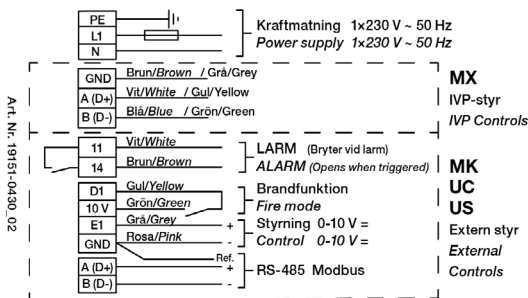 PE
L1
N
Kraftmatning 1x230 V ~ 50 Hz
Power supply 1x230 V ~ 50 Hz
GND Brun/Brown / Grå/Grey
A (D+) Vit/White / Gul/Yellow
B (D-) Blå/Blue / Grön/Green
MX
IVP-styr
IVP Controls
Art. Nr. 19151-0430_02
11 Vit/White
14 Brun/Brown
LARM (Bryter vid larm)
ALARM (Opens when triggered)
D1 Gul/Yellow
10 V Grön/Green
Brandfunktion
Fire mode
E1 Grå/Grey +
GND Rosa/Pink -
Styrning 0-10 V =
Control 0-10 V =
Ref.
A (D+) +
B (D-) -
RS-485 Modbus
MK
UC
US
Extern styr
External
Controls